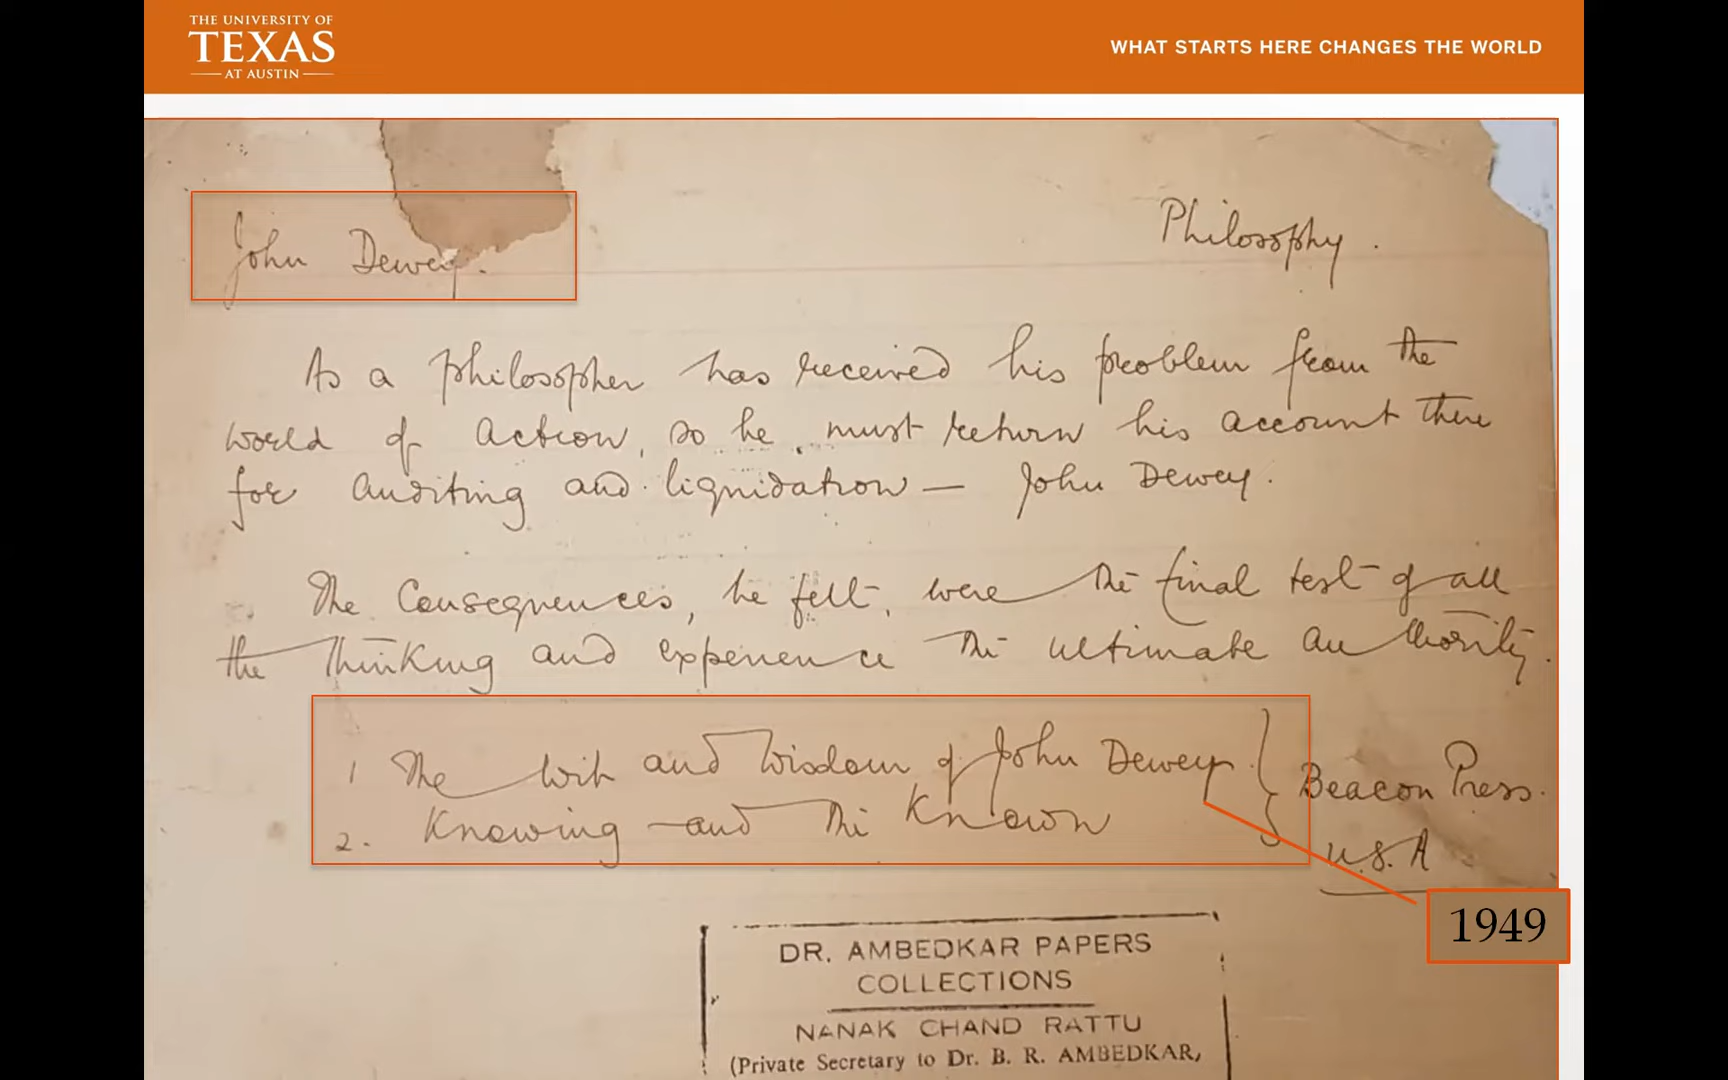 THE UNIVERSITY OF
TEXAS
AT AUSTIN
WHAT STARTS HERE CHANGES THE WORLD
John Dewey.
Philosophy.
As a philosopher has received his problem from the
world of action, so he must return his account there
for auditing and liquidation — John Dewey.
The Consequences, he felt, were the final test of all
the thinking and experience the ultimate authority.
1 The wit and wisdom of John Dewey
2. Knowing and the Known
} Beacon Press.
U.S.A
1949
DR. AMBEDKAR PAPERS
COLLECTIONS
NANAK CHAND RATTU
(Private Secretary to Dr. B. R. AMBEDKAR,